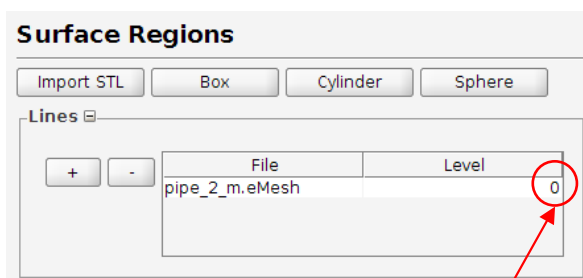 Surface Regions
Import STL Box Cylinder Sphere
Lines
+ - File Level
pipe_2_m.eMesh 0